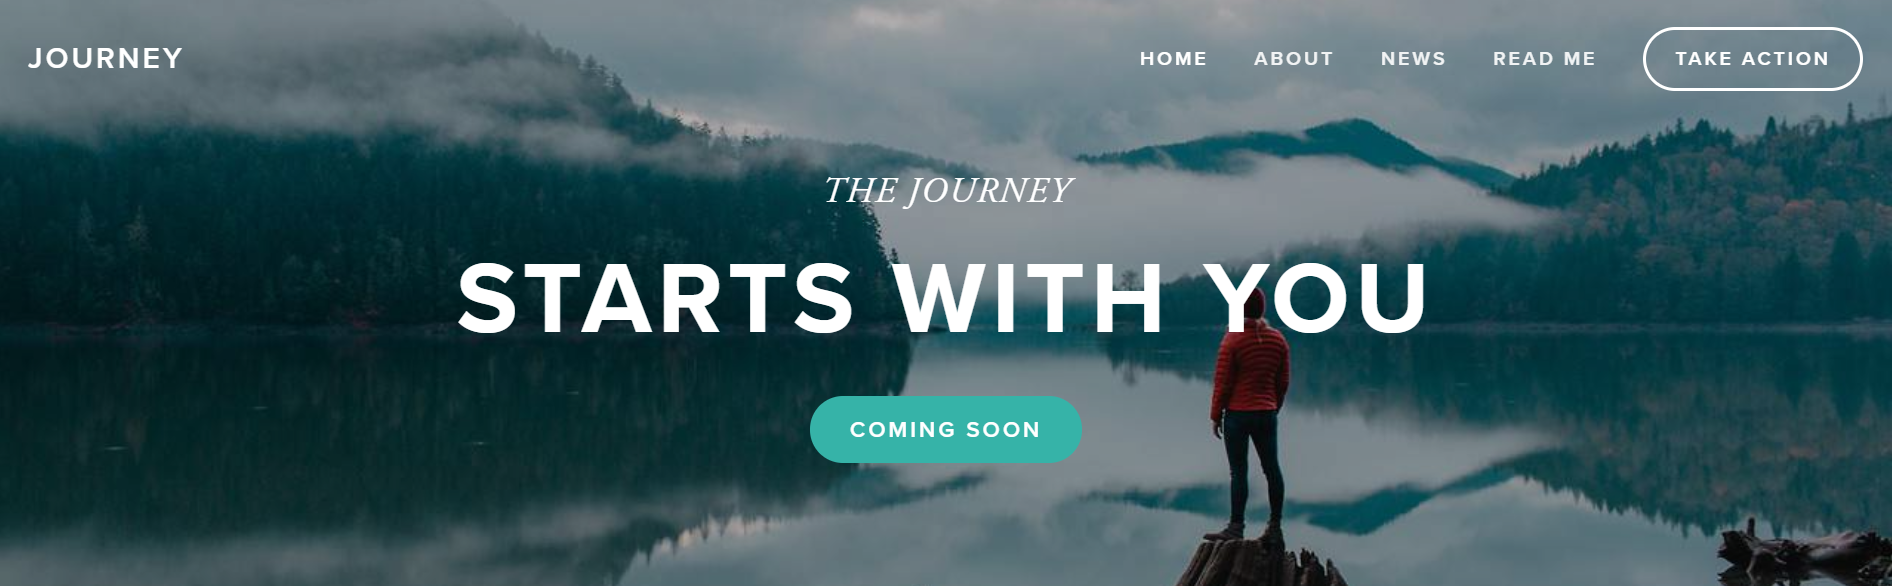 JOURNEY
HOME ABOUT NEWS READ ME TAKE ACTION
THE JOURNEY
STARTS WITH YOU
COMING SOON